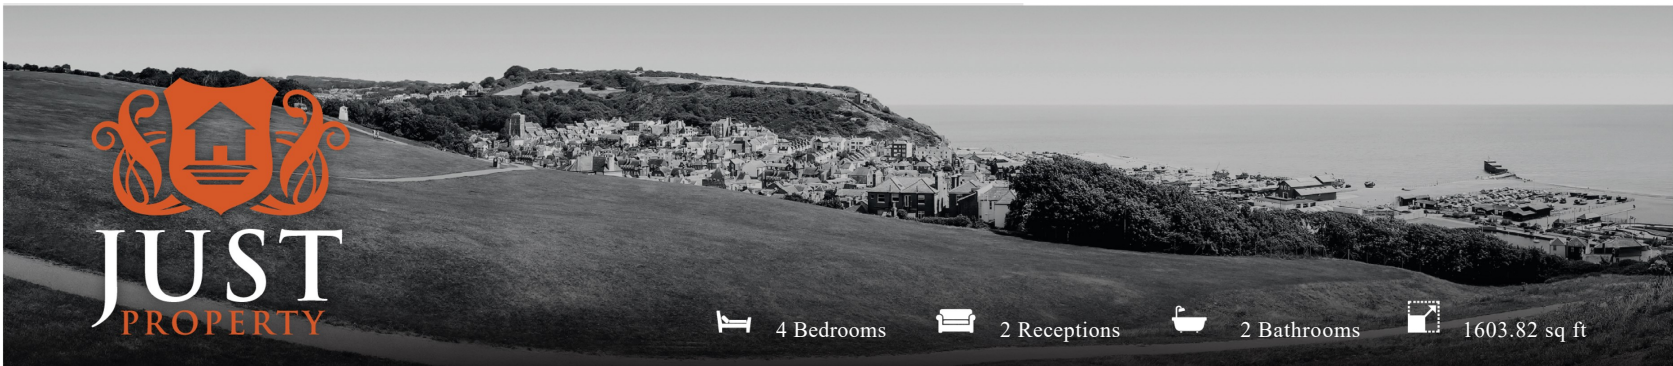 JUST
PROPERTY
4 Bedrooms 2 Receptions 2 Bathrooms 1603.82 sq ft